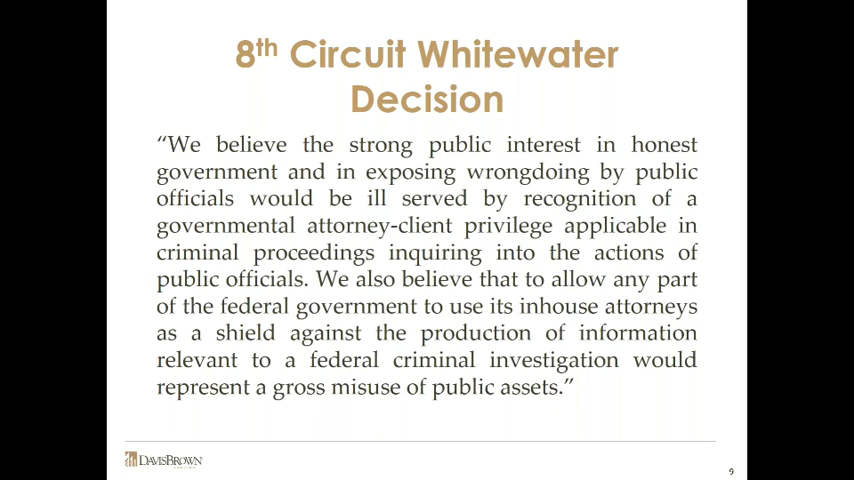 8th Circuit Whitewater
Decision
“We believe the strong public interest in honest
government and in exposing wrongdoing by public
officials would be ill served by recognition of a
governmental attorney-client privilege applicable in
criminal proceedings inquiring into the actions of
public officials. We also believe that to allow any part
of the federal government to use its inhouse attorneys
as a shield against the production of information
relevant to a federal criminal investigation would
represent a gross misuse of public assets.”
DAVISBROWN
9